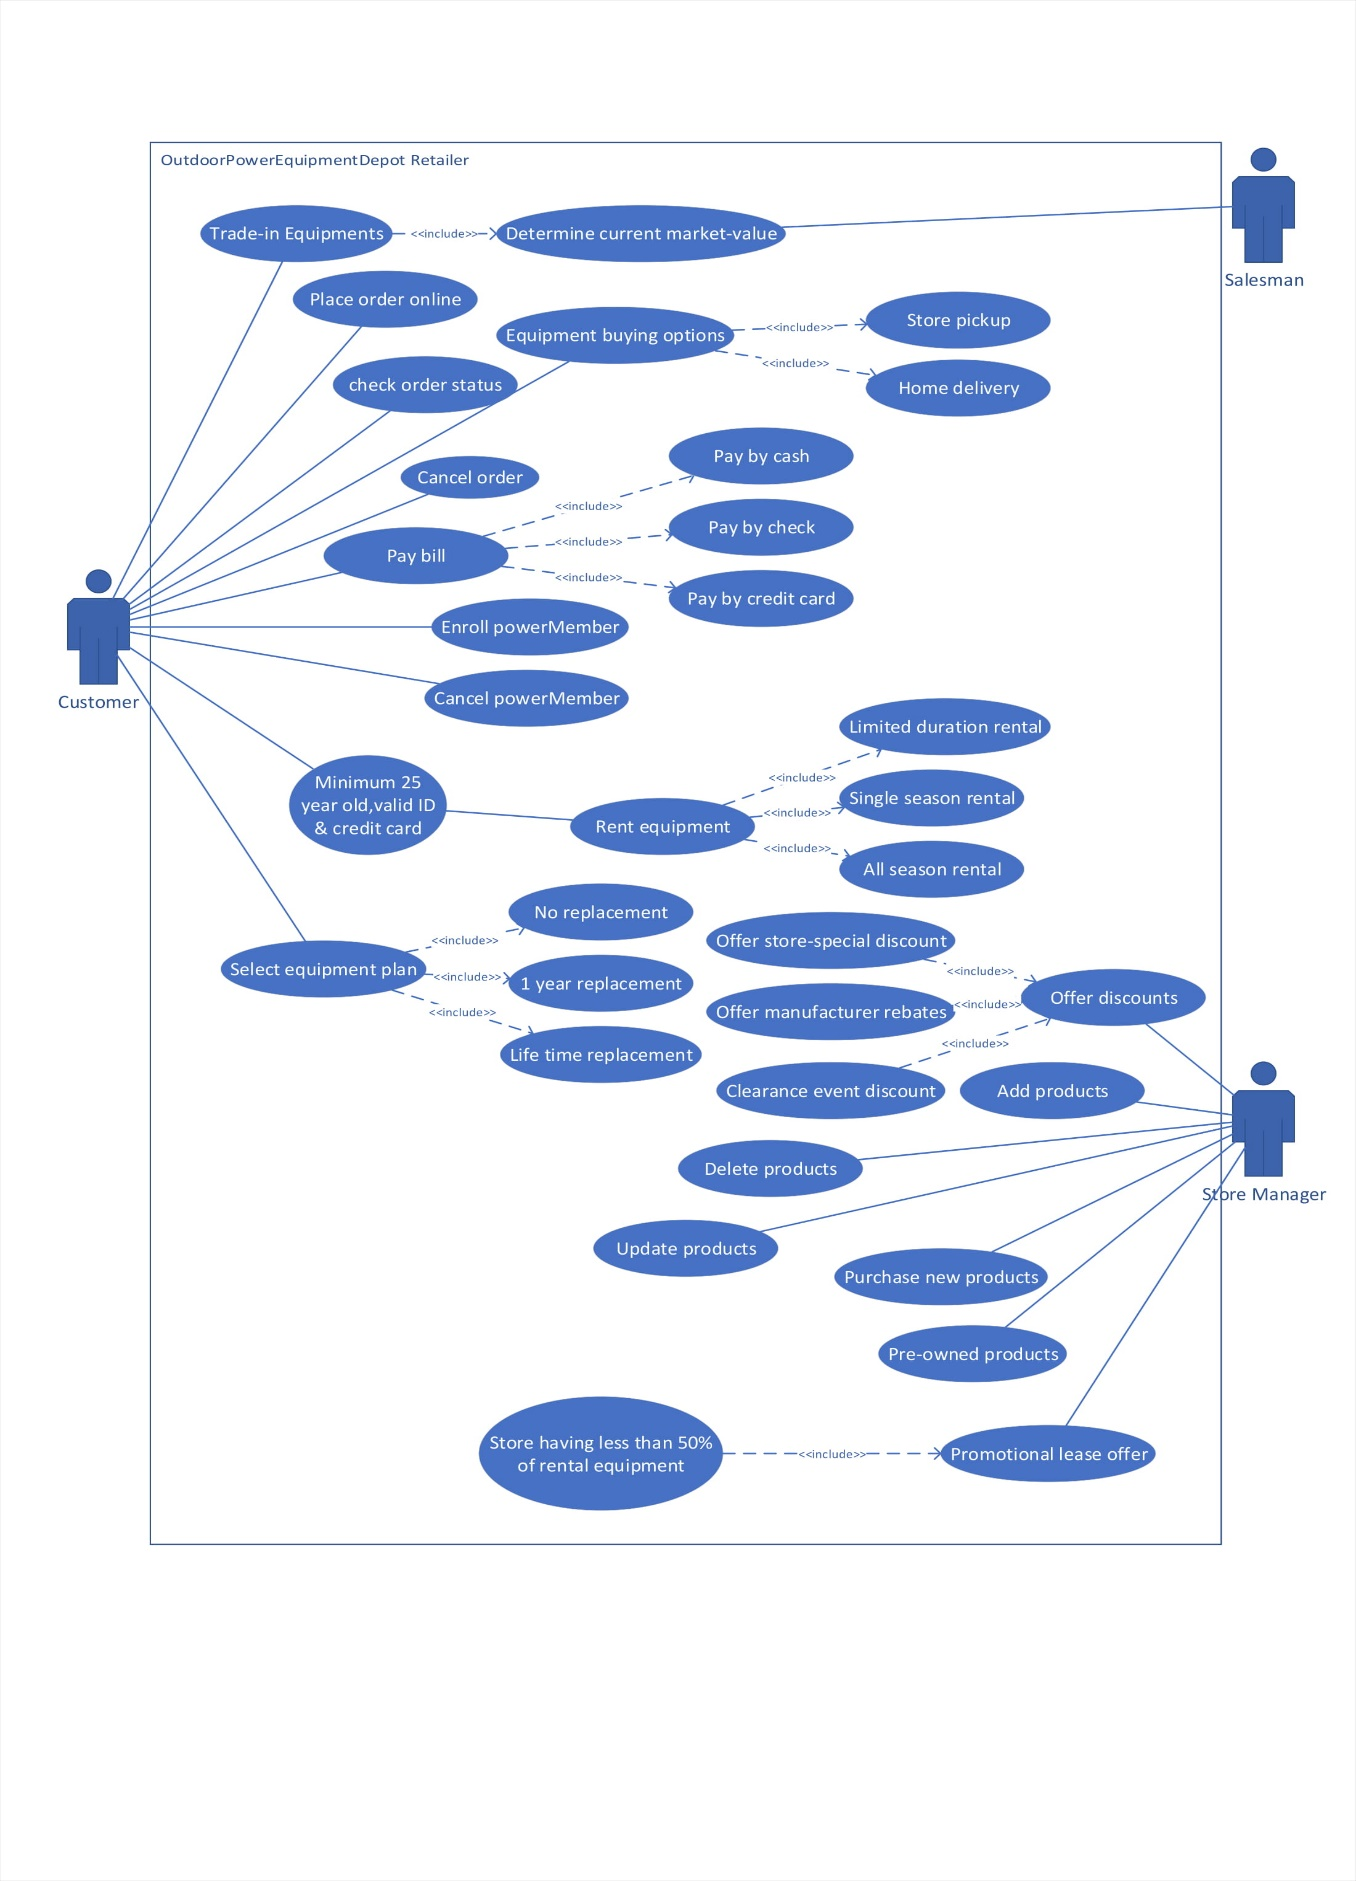 OutdoorPowerEquipmentDepot Retailer
Trade-in Equipments
<<include>>
Determine current market-value
Salesman
Place order online
Equipment buying options
<<include>>
Store pickup
<<include>>
Home delivery
check order status
Cancel order
Pay bill
<<include>>
Pay by cash
<<include>>
Pay by check
<<include>>
Pay by credit card
Enroll powerMember
Cancel powerMember
Customer
Minimum 25
year old,valid ID
& credit card
Rent equipment
<<include>>
Limited duration rental
<<include>>
Single season rental
<<include>>
All season rental
Select equipment plan
<<include>>
No replacement
<<include>>
1 year replacement
<<include>>
Life time replacement
Offer store-special discount
<<include>>
Offer manufacturer rebates
<<include>>
Offer discounts
<<include>>
Clearance event discount
Add products
Delete products
Store Manager
Update products
Purchase new products
Pre-owned products
Store having less than 50%
of rental equipment
<<include>>
Promotional lease offer